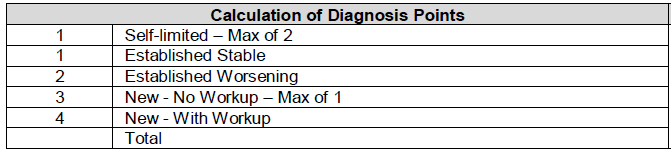 Calculation of Diagnosis Points
1 Self-limited – Max of 2
1 Established Stable
2 Established Worsening
3 New - No Workup – Max of 1
4 New - With Workup
Total